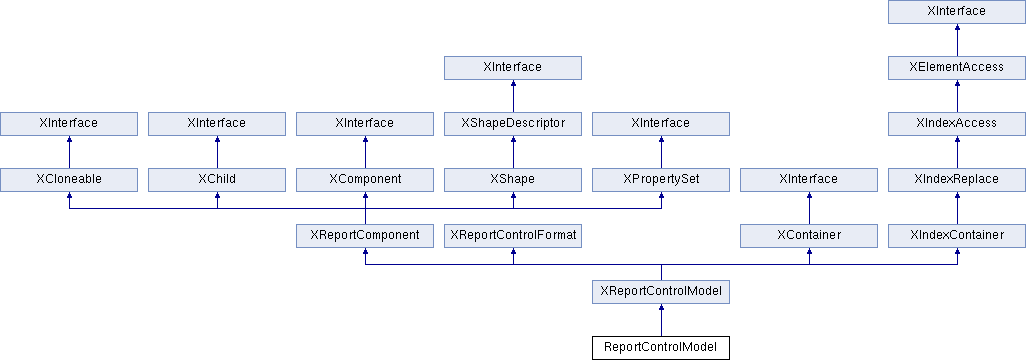 XInterface
XInterface
XElementAccess
XInterface
XInterface
XInterface
XShapeDescriptor
XInterface
XIndexAccess
XCloneable
XChild
XComponent
XShape
XPropertySet
XInterface
XIndexReplace
XReportComponent
XReportControlFormat
XContainer
XIndexContainer
XReportControlModel
ReportControlModel